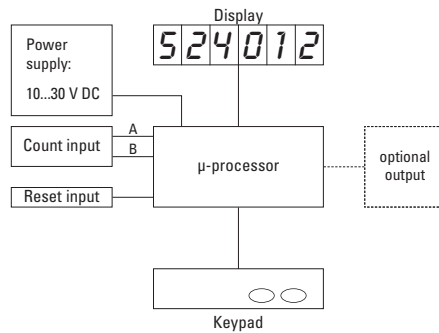 Display
524012
Power
supply:
10...30 V DC
A
Count input
B
µ-processor
optional
output
Reset input
Keypad